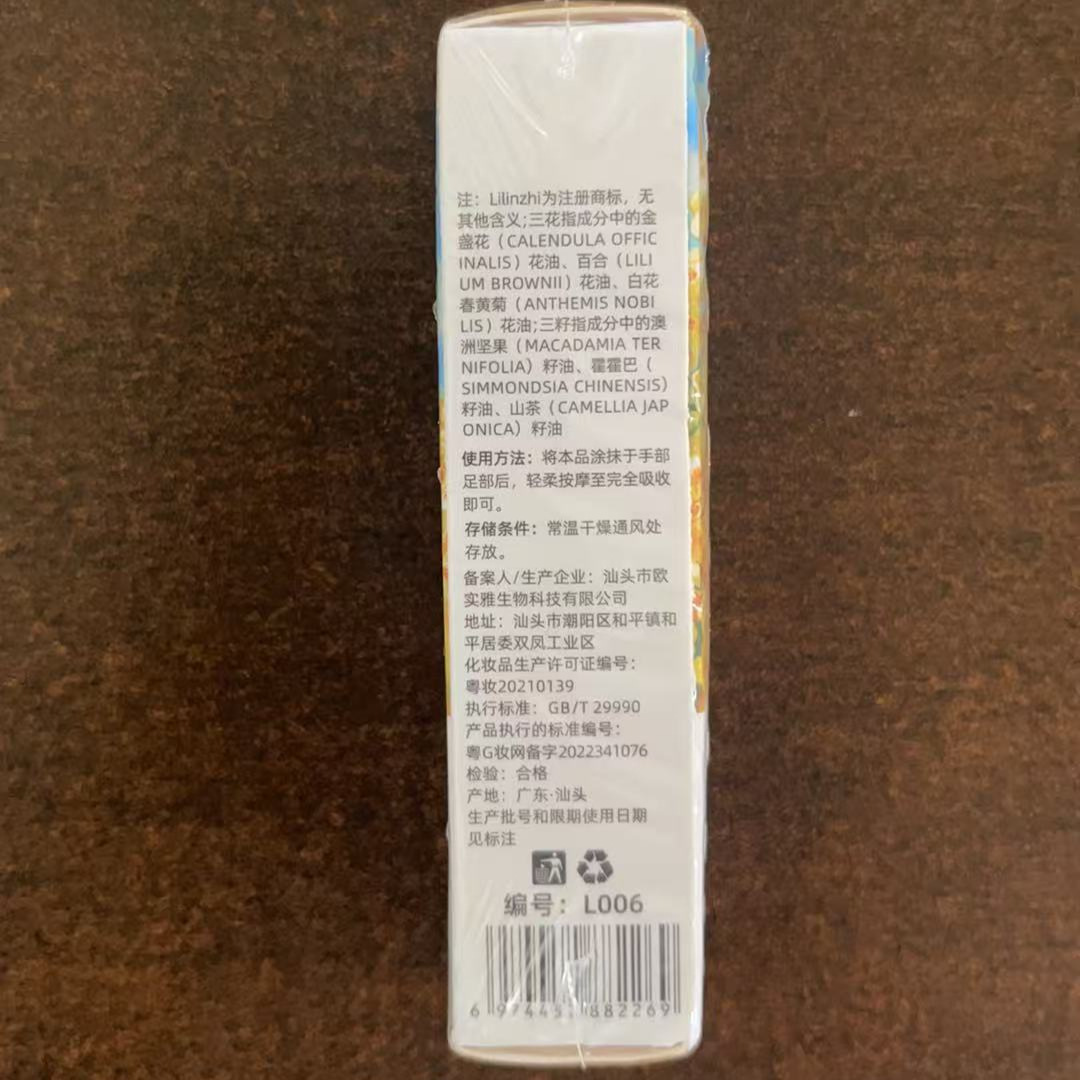 注：Lilinzhi为注册商标，无
其他含义;三花指成分中的金
盏花（CALENDULA OFFIC
INALIS）花油、百合（LILI
UM BROWNII）花油、白花
春黄菊（ANTHEMIS NOBI
LIS）花油;三籽指成分中的澳
洲坚果（MACADAMIA TER
NIFOLIA）籽油、霍霍巴（
SIMMONDSIA CHINENSIS）
籽油、山茶（CAMELLIA JAP
ONICA）籽油
使用方法：将本品涂抹于手部
足部后，轻柔按摩至完全吸收
即可。
存储条件：常温干燥通风处
存放。
备案人/生产企业：汕头市欧
实雅生物科技有限公司
地址：汕头市潮阳区和平镇和
平居委双凤工业区
化妆品生产许可证编号：
粤妆20210139
执行标准：GB/T 29990
产品执行的标准编号：
粤G妆网备字2022341076
检验：合格
产地：广东·汕头
生产批号和限期使用日期
见标注
编号：L006